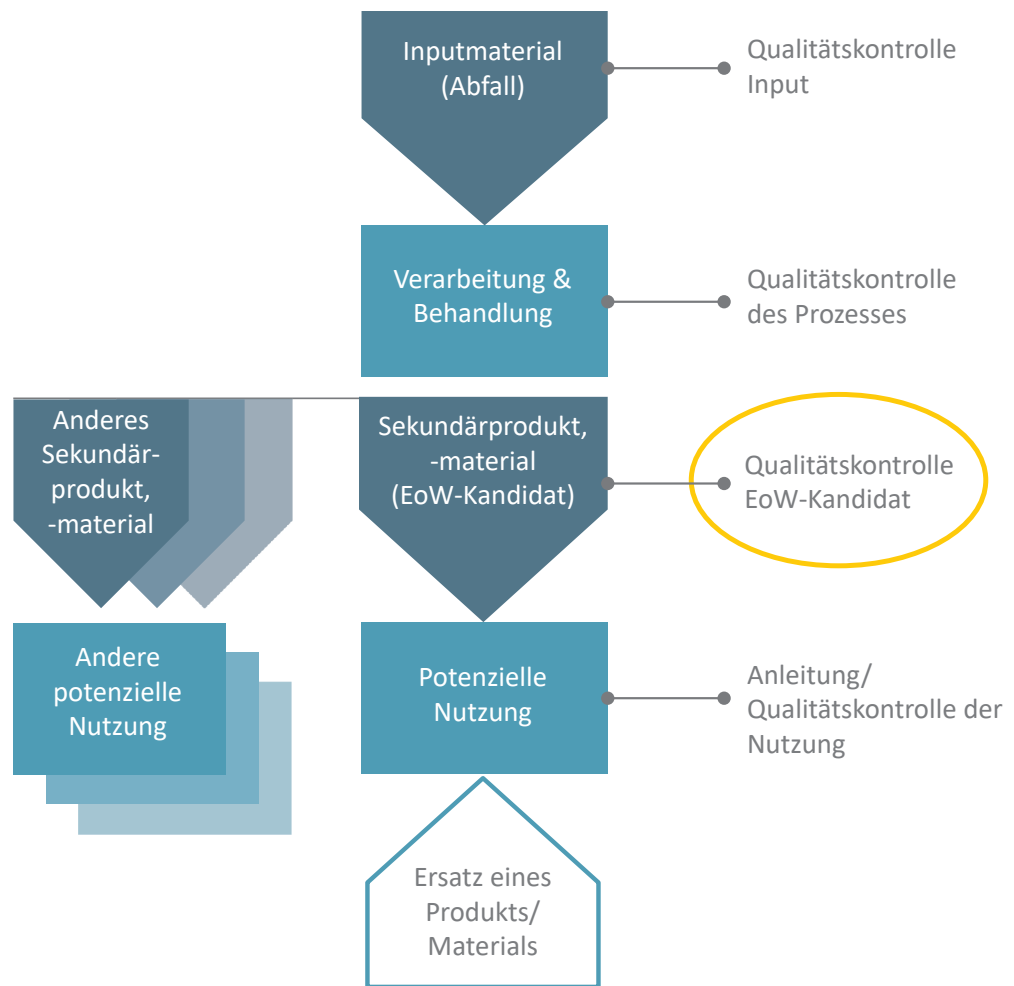 Inputmaterial
(Abfall)
Qualitätskontrolle
Input
Verarbeitung &
Behandlung
Qualitätskontrolle
des Prozesses
Anderes
Sekundär-
produkt,
-material
Sekundärprodukt,
-material
(EoW-Kandidat)
Qualitätskontrolle
EoW-Kandidat
Andere
potenzielle
Nutzung
Potenzielle
Nutzung
Anleitung/
Qualitätskontrolle der
Nutzung
Ersatz eines
Produkts/
Materials